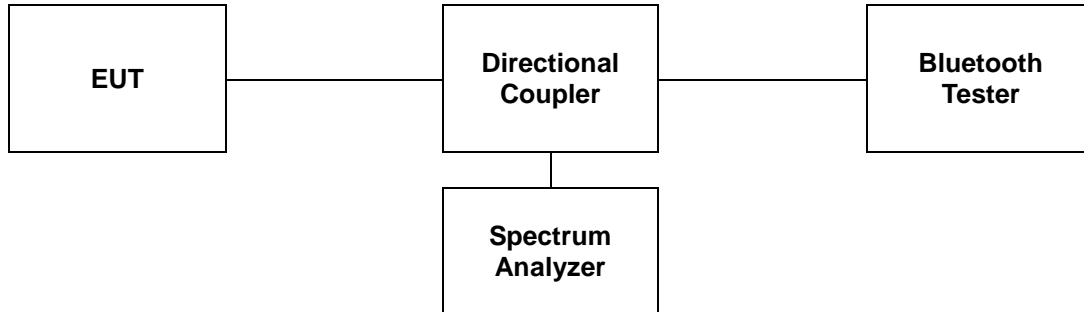 EUT
Directional
Coupler
Bluetooth
Tester
Spectrum
Analyzer